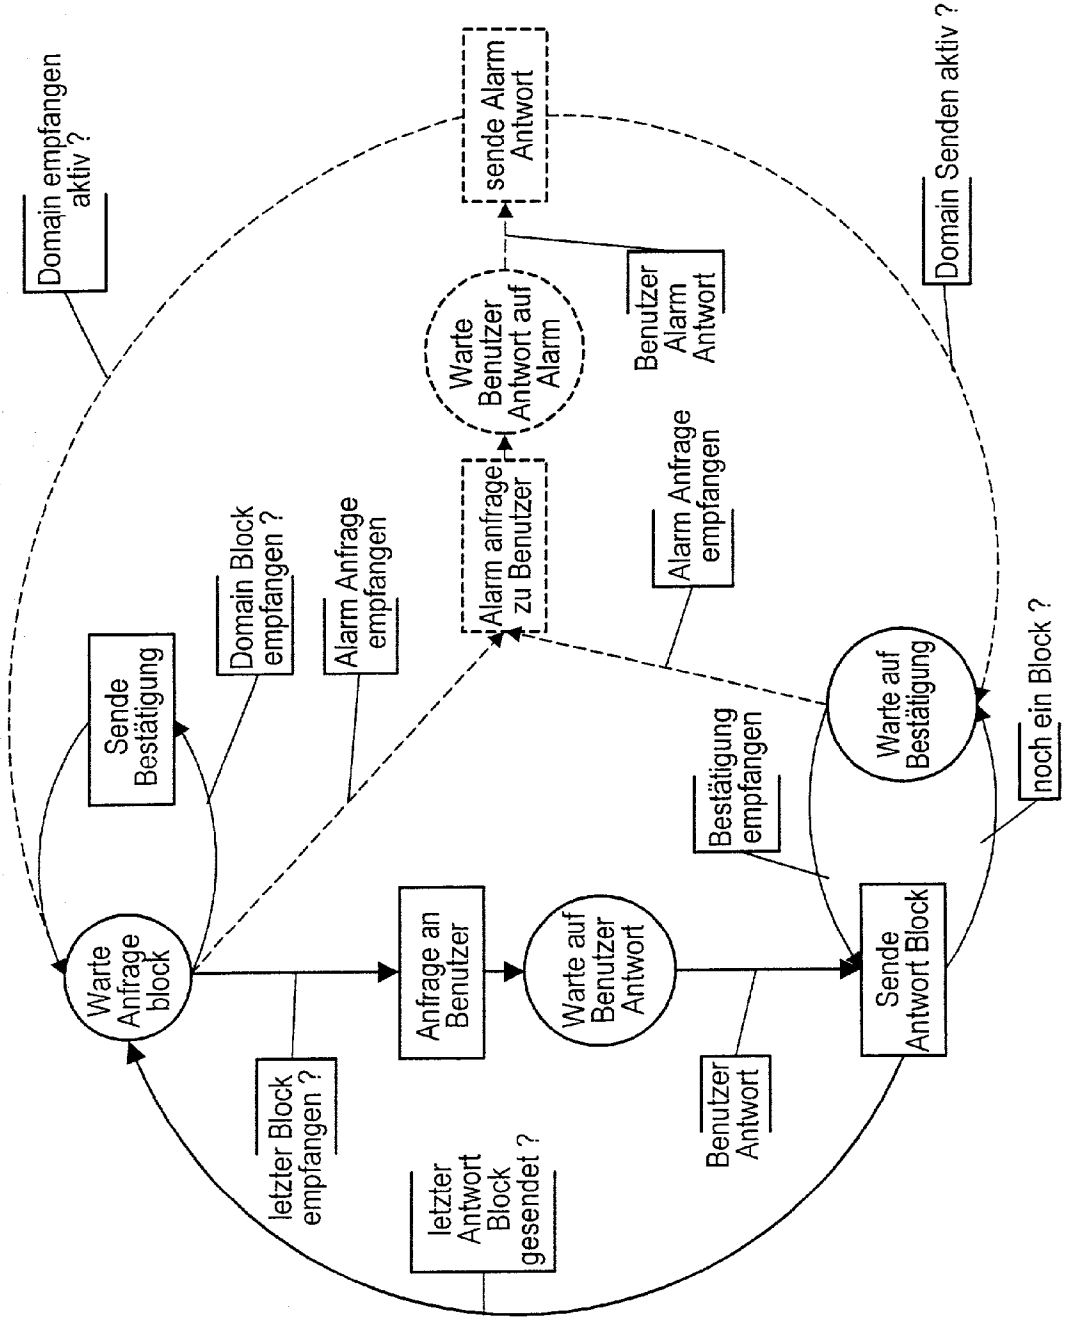 Domain empfangen
aktiv ?
sende Alarm
Antwort
Domain Senden aktiv ?
Warte
Benutzer
Antwort auf
Alarm
Benutzer
Alarm
Antwort
Alarm anfrage
zu Benutzer
Alarm Anfrage
empfangen
Domain Block
empfangen ?
Alarm Anfrage
empfangen
Sende
Bestätigung
Warte auf
Bestätigung
noch ein Block ?
Bestätigung
empfangen
Warte
Anfrage
block
Anfrage an
Benutzer
Warte auf
Benutzer
Antwort
Sende
Antwort Block
letzter Block
empfangen ?
Benutzer
Antwort
letzter
Antwort
Block
gesendet ?